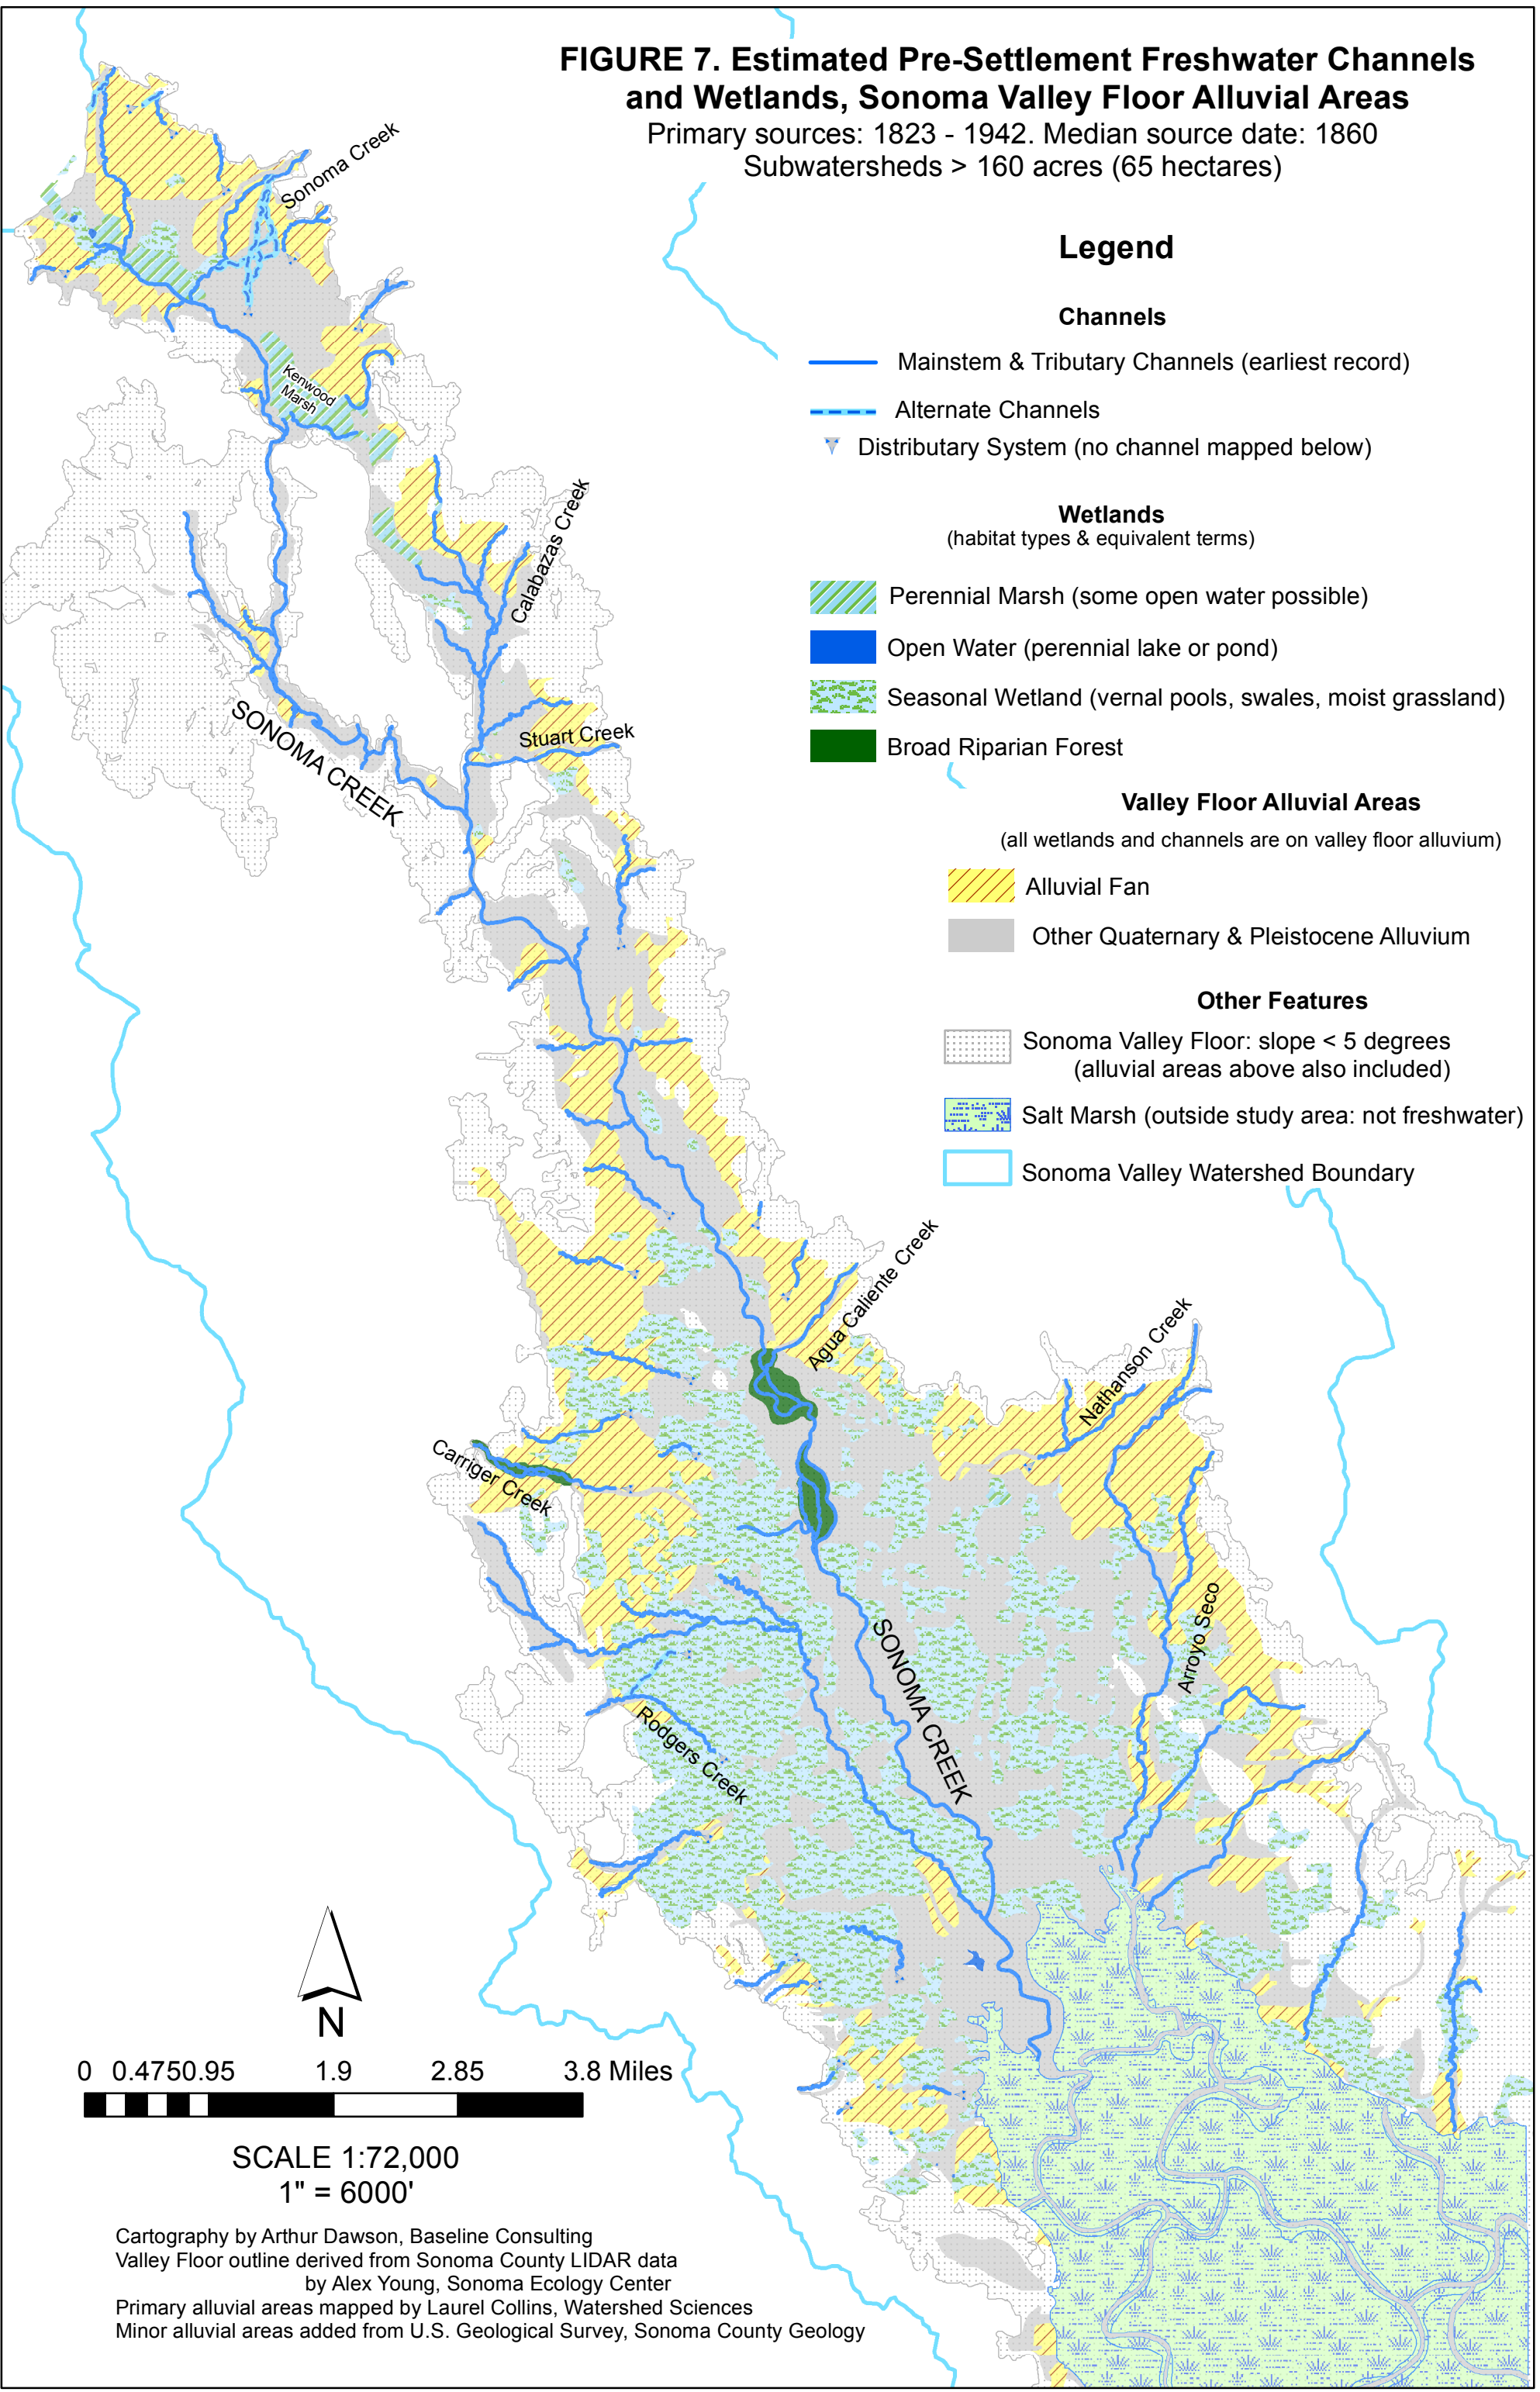 FIGURE 7. Estimated Pre-Settlement Freshwater Channels
and Wetlands, Sonoma Valley Floor Alluvial Areas
Primary sources: 1823 - 1942. Median source date: 1860
Subwatersheds > 160 acres (65 hectares)
Legend
Channels
Mainstem & Tributary Channels (earliest record)
Alternate Channels
Distributary System (no channel mapped below)
Wetlands
(habitat types & equivalent terms)
Perennial Marsh (some open water possible)
Open Water (perennial lake or pond)
Seasonal Wetland (vernal pools, swales, moist grassland)
Broad Riparian Forest
Valley Floor Alluvial Areas
(all wetlands and channels are on valley floor alluvium)
Alluvial Fan
Other Quaternary & Pleistocene Alluvium
Other Features
Sonoma Valley Floor: slope < 5 degrees
(alluvial areas above also included)
Salt Marsh (outside study area: not freshwater)
Sonoma Valley Watershed Boundary
Sonoma Creek
Kenwood
Marsh
Calabazas Creek
SONOMA CREEK
Stuart Creek
Agua Caliente Creek
Nathanson Creek
Carriger Creek
Arroyo Seco
SONOMA CREEK
Rodgers Creek
N
0 0.4750.95 1.9 2.85 3.8 Miles
SCALE 1:72,000
1" = 6000'
Cartography by Arthur Dawson, Baseline Consulting
Valley Floor outline derived from Sonoma County LIDAR data
by Alex Young, Sonoma Ecology Center
Primary alluvial areas mapped by Laurel Collins, Watershed Sciences
Minor alluvial areas added from U.S. Geological Survey, Sonoma County Geology